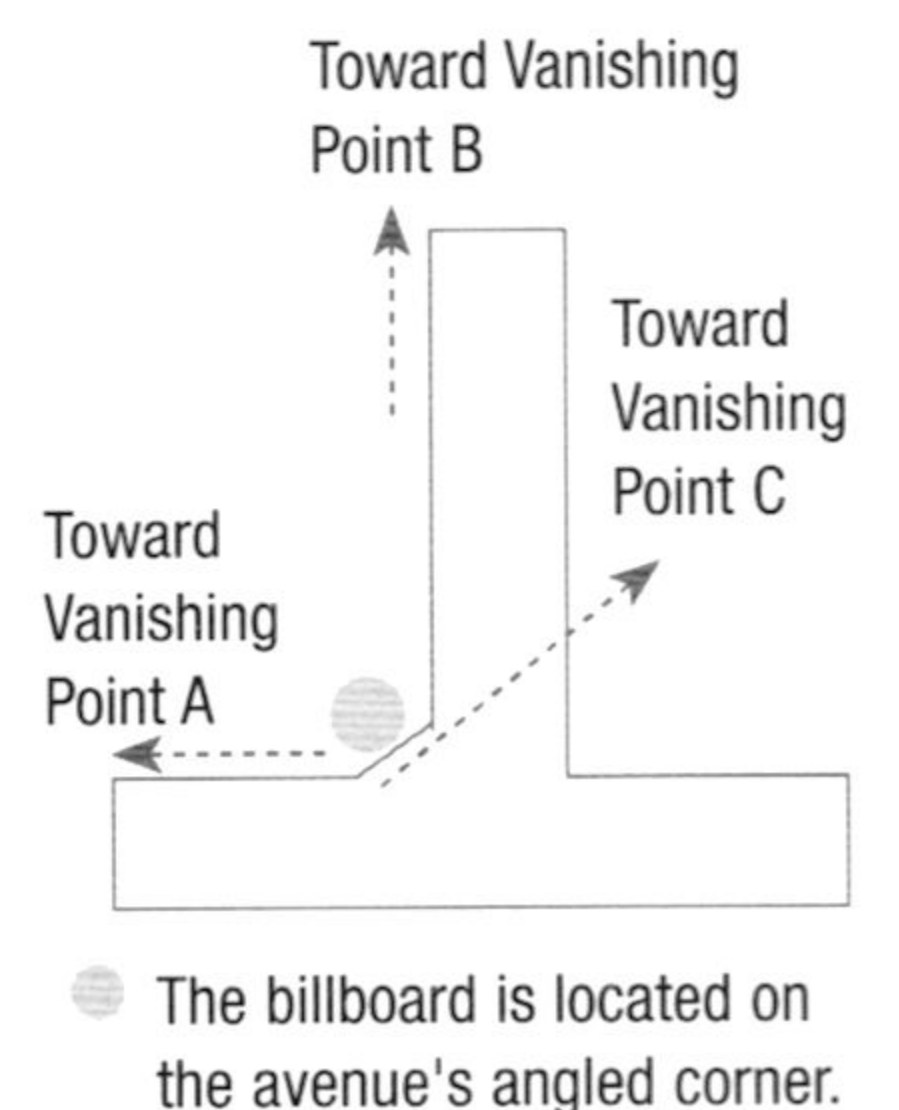 Toward Vanishing
Point B
Toward
Vanishing
Point C
Toward
Vanishing
Point A
The billboard is located on
the avenue's angled corner.